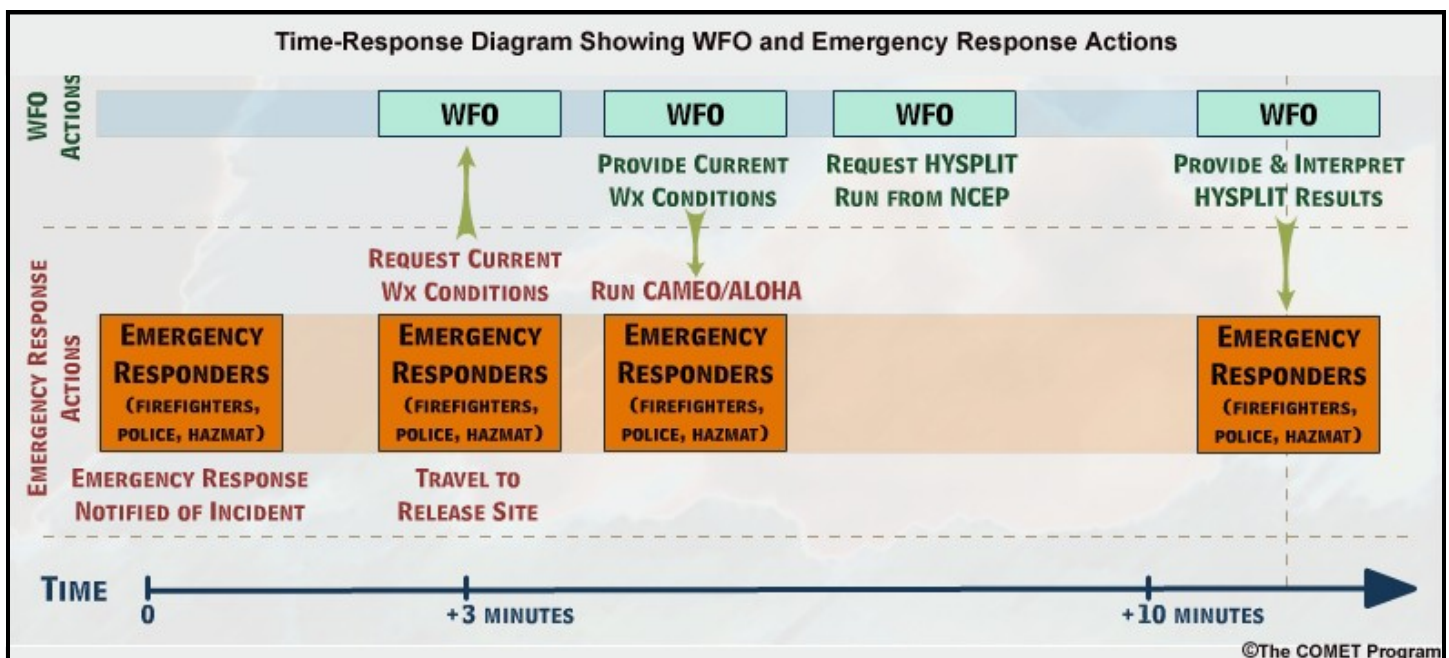 Time-Response Diagram Showing WFO and Emergency Response Actions
WFO
ACTIONS
WFO
WFO
WFO
WFO
PROVIDE CURRENT
WX CONDITIONS
REQUEST HYSPLIT
RUN FROM NCEP
PROVIDE & INTERPRET
HYSPLIT RESULTS
EMERGENCY RESPONSE
ACTIONS
REQUEST CURRENT
WX CONDITIONS
RUN CAMEO/ALOHA
EMERGENCY
RESPONDERS
(FIREFIGHTERS,
POLICE, HAZMAT)
EMERGENCY
RESPONDERS
(FIREFIGHTERS,
POLICE, HAZMAT)
EMERGENCY
RESPONDERS
(FIREFIGHTERS,
POLICE, HAZMAT)
EMERGENCY
RESPONDERS
(FIREFIGHTERS,
POLICE, HAZMAT)
EMERGENCY RESPONSE
NOTIFIED OF INCIDENT
TRAVEL TO
RELEASE SITE
TIME
0
+3 MINUTES
+10 MINUTES
©The COMET Program